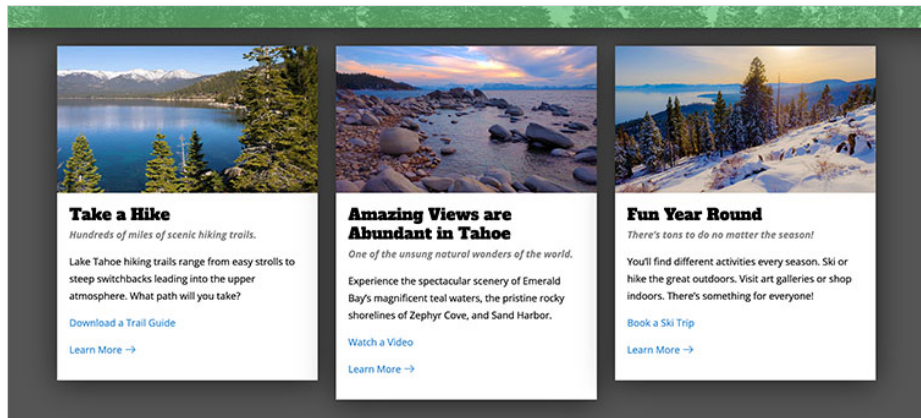 Take a Hike
Hundreds of miles of scenic hiking trails.
Lake Tahoe hiking trails range from easy strolls to
steep switchbacks leading into the upper
atmosphere. What path will you take?
Download a Trail Guide
Learn More →
Amazing Views are
Abundant in Tahoe
One of the unsung natural wonders of the world.
Experience the spectacular scenery of Emerald
Bay's magnificent teal waters, the pristine rocky
shorelines of Zephyr Cove, and Sand Harbor.
Watch a Video
Learn More →
Fun Year Round
There's tons to do no matter the season!
You'll find different activities every season. Ski or
hike the great outdoors. Visit art galleries or shop
indoors. There's something for everyone!
Book a Ski Trip
Learn More →